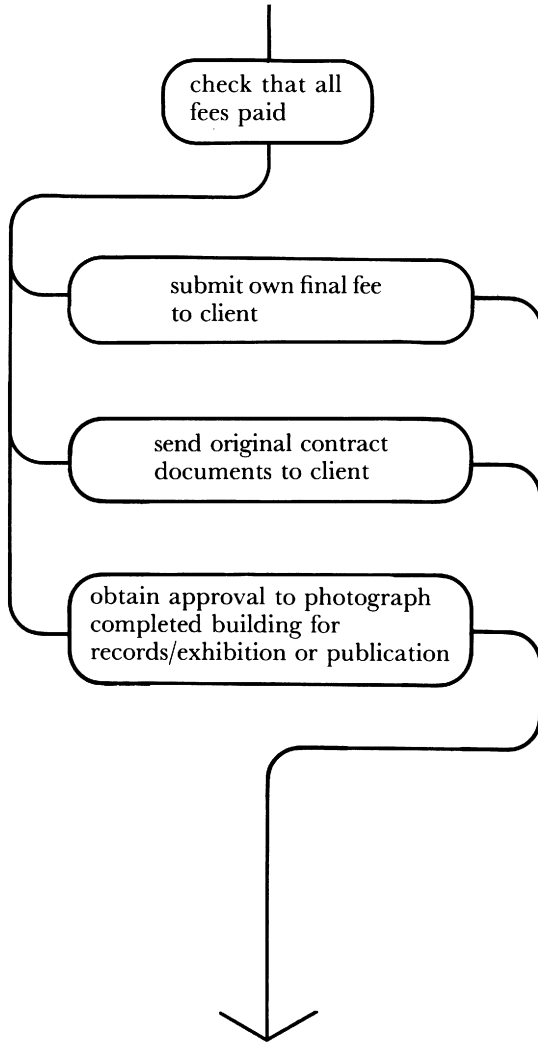 check that all
fees paid
submit own final fee
to client
send original contract
documents to client
obtain approval to photograph
completed building for
records/exhibition or publication